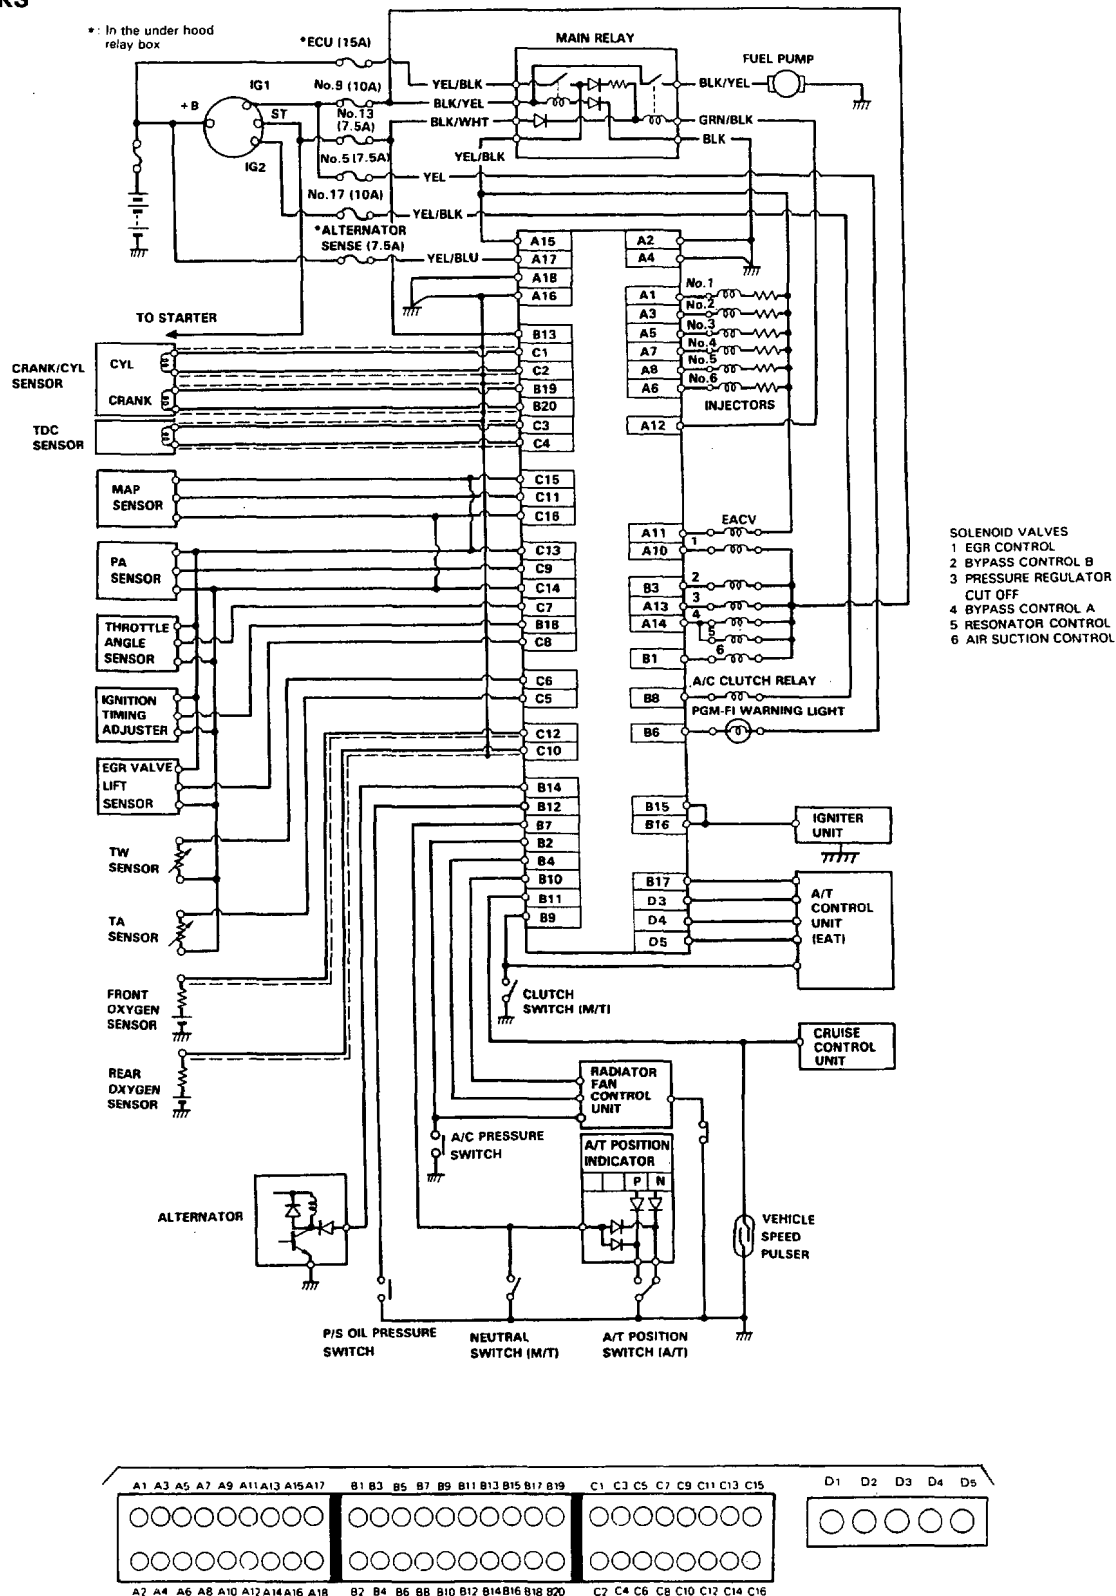 *: In the under hood
relay box
*ECU (15A)
MAIN RELAY
FUEL PUMP
IG1
No.9 (10A)
YEL/BLK
BLK/YEL
+B
ST
No.13
(7.5A)
BLK/YEL
BLK/WHT
GRN/BLK
BLK
No.5 (7.5A)
YEL/BLK
IG2
YEL
No.17 (10A)
YEL/BLK
*ALTERNATOR
SENSE (7.5A)
YEL/BLU
A15
A17
A18
A16
A2
A4
A1 No.1
A3 No.2
A5 No.3
A7 No.4
A8 No.5
A6 No.6
INJECTORS
A12
TO STARTER
B13
CRANK/CYL
SENSOR
CYL
CRANK
C1
C2
B19
B20
TDC
SENSOR
C3
C4
MAP
SENSOR
C15
C11
C16
PA
SENSOR
C13
C9
C14
THROTTLE
ANGLE
SENSOR
C7
B18
C8
IGNITION
TIMING
ADJUSTER
C6
C5
EGR VALVE
LIFT
SENSOR
C12
C10
EACV
A11
A10 1
B3 2
A13 3
A14 4
5
B1 6
A/C CLUTCH RELAY
B8
PGM-FI WARNING LIGHT
B6
SOLENOID VALVES
1 EGR CONTROL
2 BYPASS CONTROL B
3 PRESSURE REGULATOR
CUT OFF
4 BYPASS CONTROL A
5 RESONATOR CONTROL
6 AIR SUCTION CONTROL
B14
B12
B7
B2
B4
B10
B11
B9
B15
B16
IGNITER
UNIT
B17
D3
D4
D5
A/T
CONTROL
UNIT
(EAT)
TW
SENSOR
TA
SENSOR
FRONT
OXYGEN
SENSOR
REAR
OXYGEN
SENSOR
CLUTCH
SWITCH (M/T)
CRUISE
CONTROL
UNIT
RADIATOR
FAN
CONTROL
UNIT
A/C PRESSURE
SWITCH
A/T POSITION
INDICATOR
P N
ALTERNATOR
VEHICLE
SPEED
PULSER
P/S OIL PRESSURE
SWITCH
NEUTRAL
SWITCH (M/T)
A/T POSITION
SWITCH (A/T)
A1 A3 A5 A7 A9 A11 A13 A15 A17 B1 B3 B5 B7 B9 B11 B13 B15 B17 B19 C1 C3 C5 C7 C9 C11 C13 C15 D1 D2 D3 D4 D5
A2 A4 A6 A8 A10 A12 A14 A16 A18 B2 B4 B6 B8 B10 B12 B14 B16 B18 B20 C2 C4 C6 C8 C10 C12 C14 C16